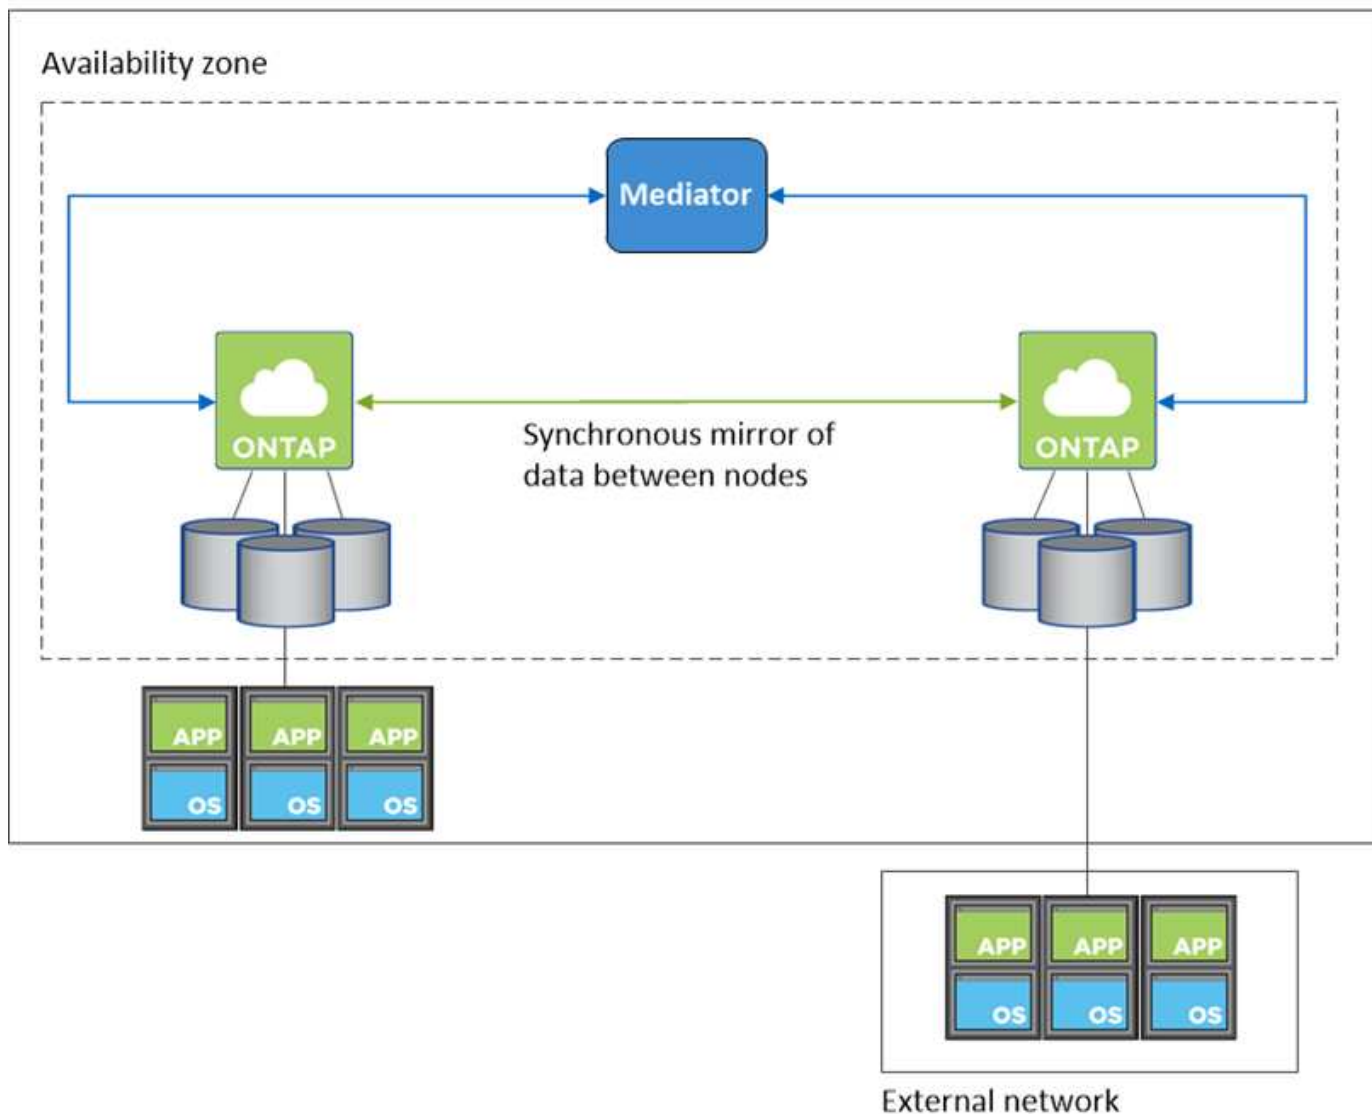 Availability zone
Mediator
ONTAP
ONTAP
Synchronous mirror of
data between nodes
APP APP APP
OS OS OS
APP APP APP
OS OS OS
External network